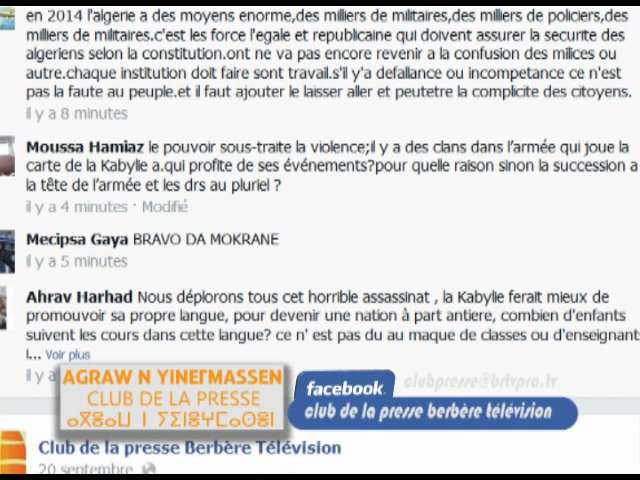 en 2014 l'algerie a des moyens enorme,des milliers de militaires,des milliers de policiers,des
milliers de militaires.c'est les force l'egale et republicaine qui doivent assurer la securite des
algeriens selon la constitution.ont ne va pas encore revenir a la confusion des milices ou
autre.chaque institution doit faire sont travail.s'il y'a defallance ou incompetance ce n'est
pas la faute au peuple.et il faut ajouter le laisser aller et peutetre la complicite des citoyens.
il y a 8 minutes
Moussa Hamiaz le pouvoir sous-traite la violence;il y a des clans dans l'armée qui joue la
carte de la Kabylie a.qui profite de ses événements?pour quelle raison sinon la succession a
la tête de l'armée et les drs au pluriel ?
il y a 4 minutes · Modifié
Mecipsa Gaya BRAVO DA MOKRANE
il y a 5 minutes
Ahrav Harhad Nous déplorons tous cet horrible assassinat , la Kabylie ferait mieux de
promouvoir sa propre langue, pour devenir une nation à part antiere, combien d'enfants
suivent les cours dans cette langue? ce n' est pas du au maque de classes ou d'enseignants
l... Voir plus
il y a
AGRAW N YINEΓMASSEN
CLUB DE LA PRESSE
ⴰⴳⵔⴰⵡ ⵏ ⵢⵉⵏⴻⵖⵎⴰⵙⴻⵏ
facebook
clubpresse@brtvpro.tv
club de la presse berbère télévision
Club de la presse Berbère Télévision
20 septembre